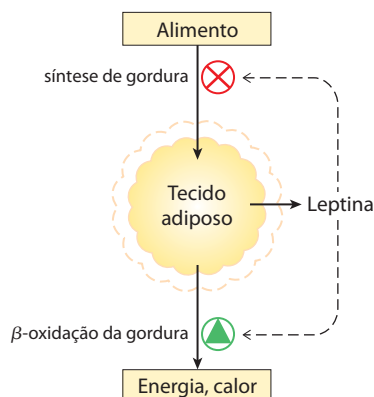 Alimento
síntese de gordura
Tecido
adiposo
Leptina
β-oxidação da gordura
Energia, calor